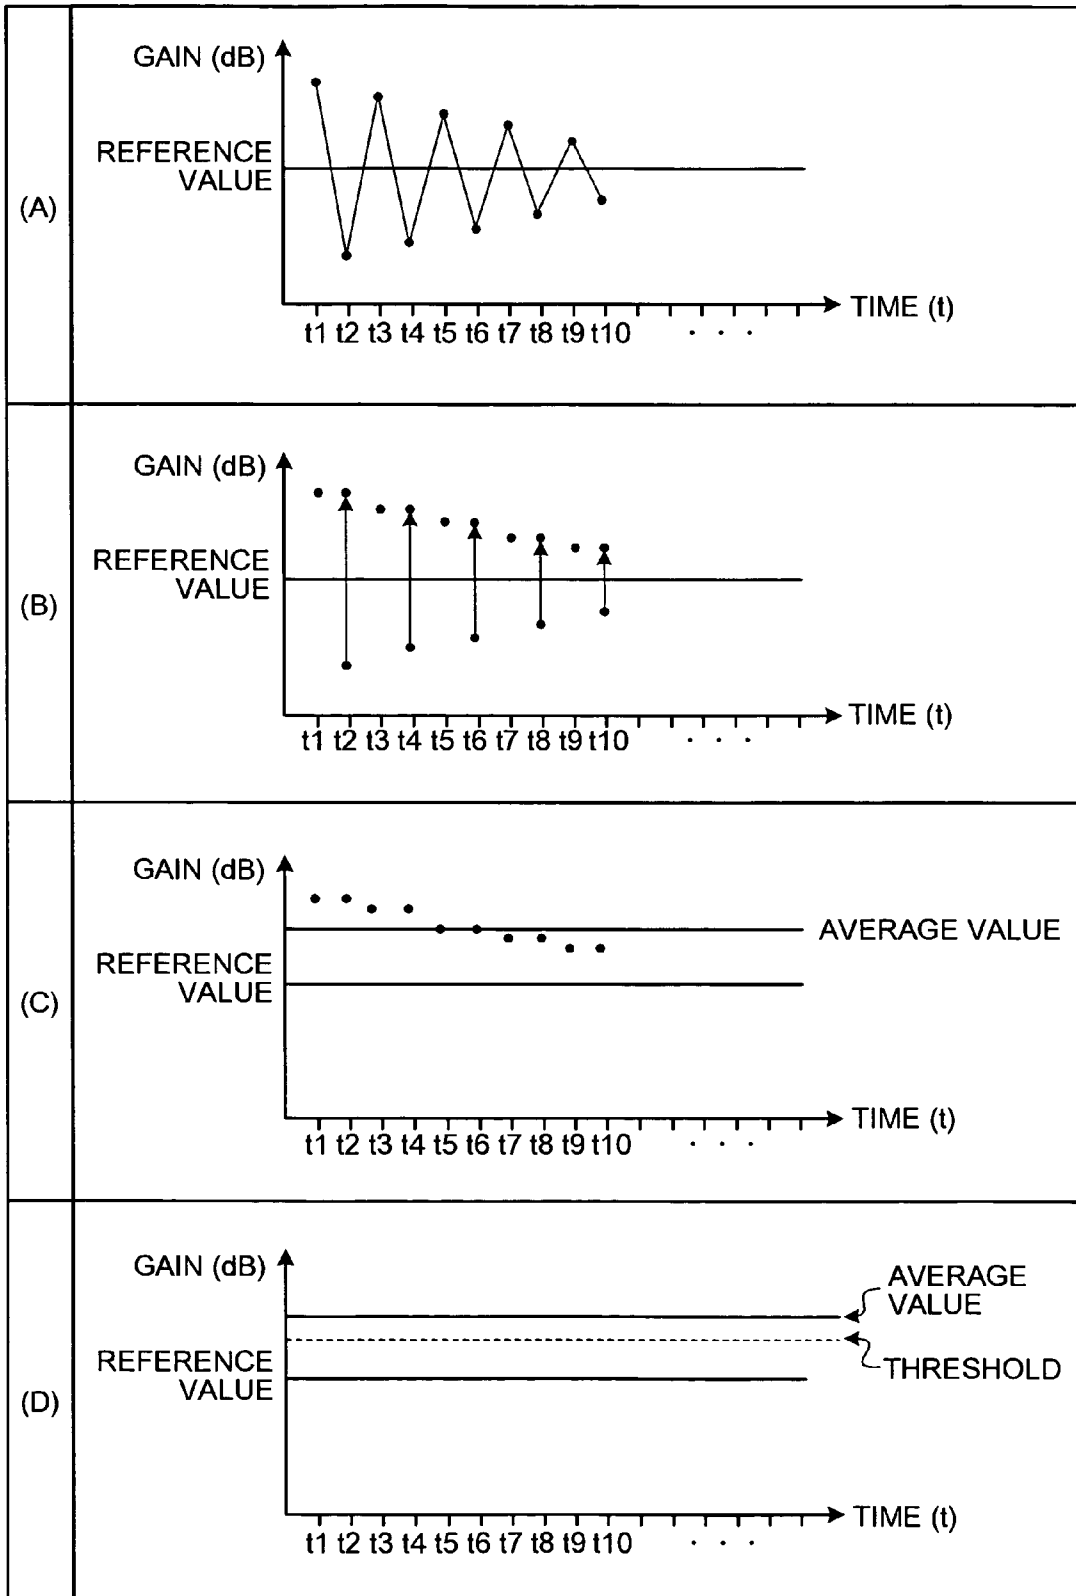 (A)
GAIN (dB)
REFERENCE
VALUE
TIME (t)
t1 t2 t3 t4 t5 t6 t7 t8 t9 t10 . . .
(B)
GAIN (dB)
REFERENCE
VALUE
TIME (t)
t1 t2 t3 t4 t5 t6 t7 t8 t9 t10 . . .
(C)
GAIN (dB)
AVERAGE VALUE
REFERENCE
VALUE
TIME (t)
t1 t2 t3 t4 t5 t6 t7 t8 t9 t10 . . .
(D)
GAIN (dB)
AVERAGE
VALUE
REFERENCE
VALUE
THRESHOLD
TIME (t)
t1 t2 t3 t4 t5 t6 t7 t8 t9 t10 . . .